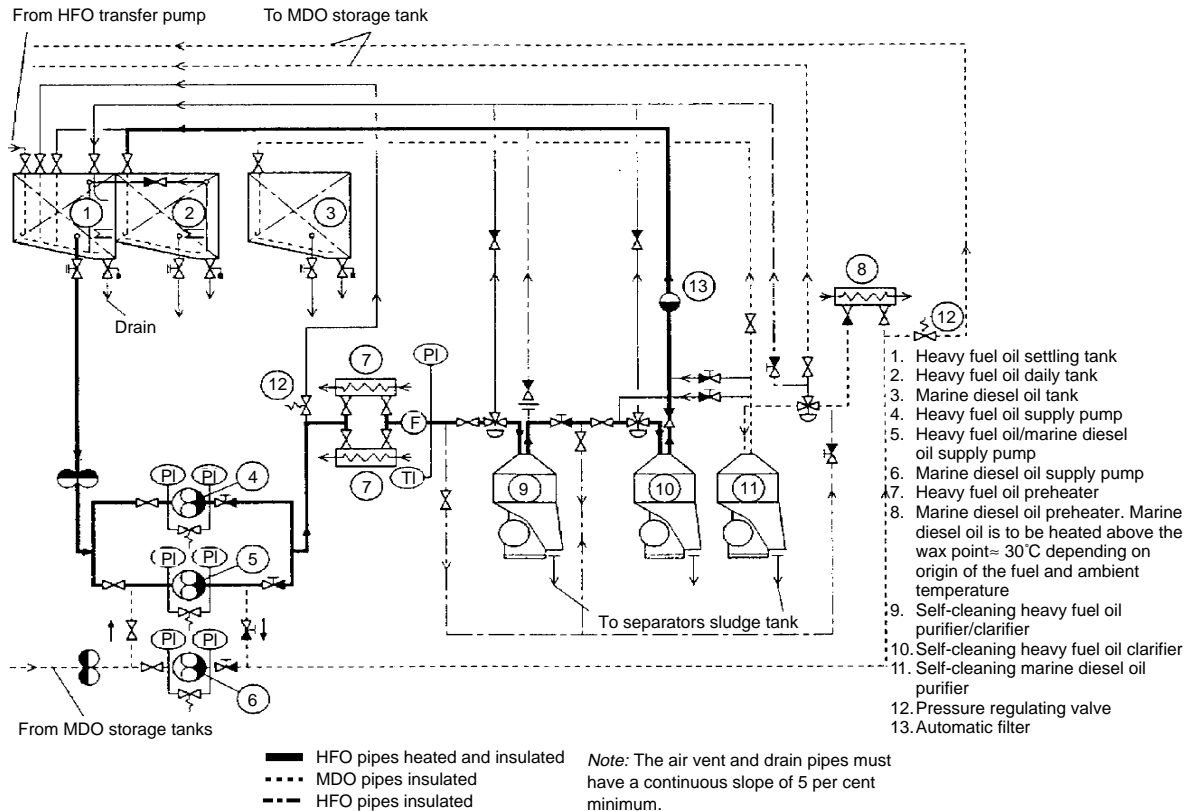 From HFO transfer pump
To MDO storage tank
1
2
3
8
13
Drain
12
7
PI
12
F
7
TI
PI PI 4
9
10
11
PI PI 5
To separators sludge tank
PI PI
6
From MDO storage tanks
1. Heavy fuel oil settling tank
2. Heavy fuel oil daily tank
3. Marine diesel oil tank
4. Heavy fuel oil supply pump
5. Heavy fuel oil/marine diesel
oil supply pump
6. Marine diesel oil supply pump
7. Heavy fuel oil preheater
8. Marine diesel oil preheater. Marine
diesel oil is to be heated above the
wax point≈ 30°C depending on
origin of the fuel and ambient
temperature
9. Self-cleaning heavy fuel oil
purifier/clarifier
10. Self-cleaning heavy fuel oil clarifier
11. Self-cleaning marine diesel oil
purifier
12. Pressure regulating valve
13. Automatic filter
HFO pipes heated and insulated
MDO pipes insulated
HFO pipes insulated
Note: The air vent and drain pipes must
have a continuous slope of 5 per cent
minimum.